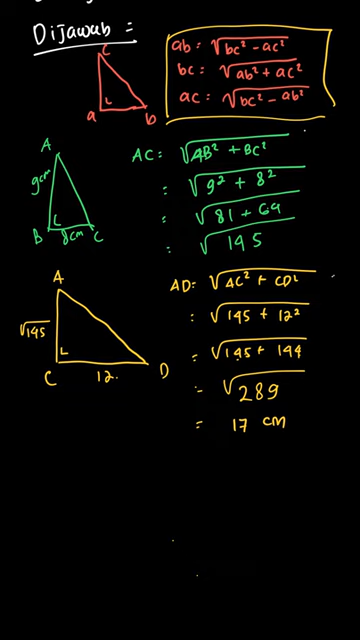 Dijawab =
c
a
b
ab = √bc² - ac²
bc = √ab² + ac²
ac = √bc² - ab²
A
9cm
B
8cm
C
AC = √AB² + BC²
= √9² + 8²
= √81 + 64
= √145
A
√145
C
12
D
AD = √AC² + CD²
= √145 + 12²
= √145 + 144
= √289
= 17 cm